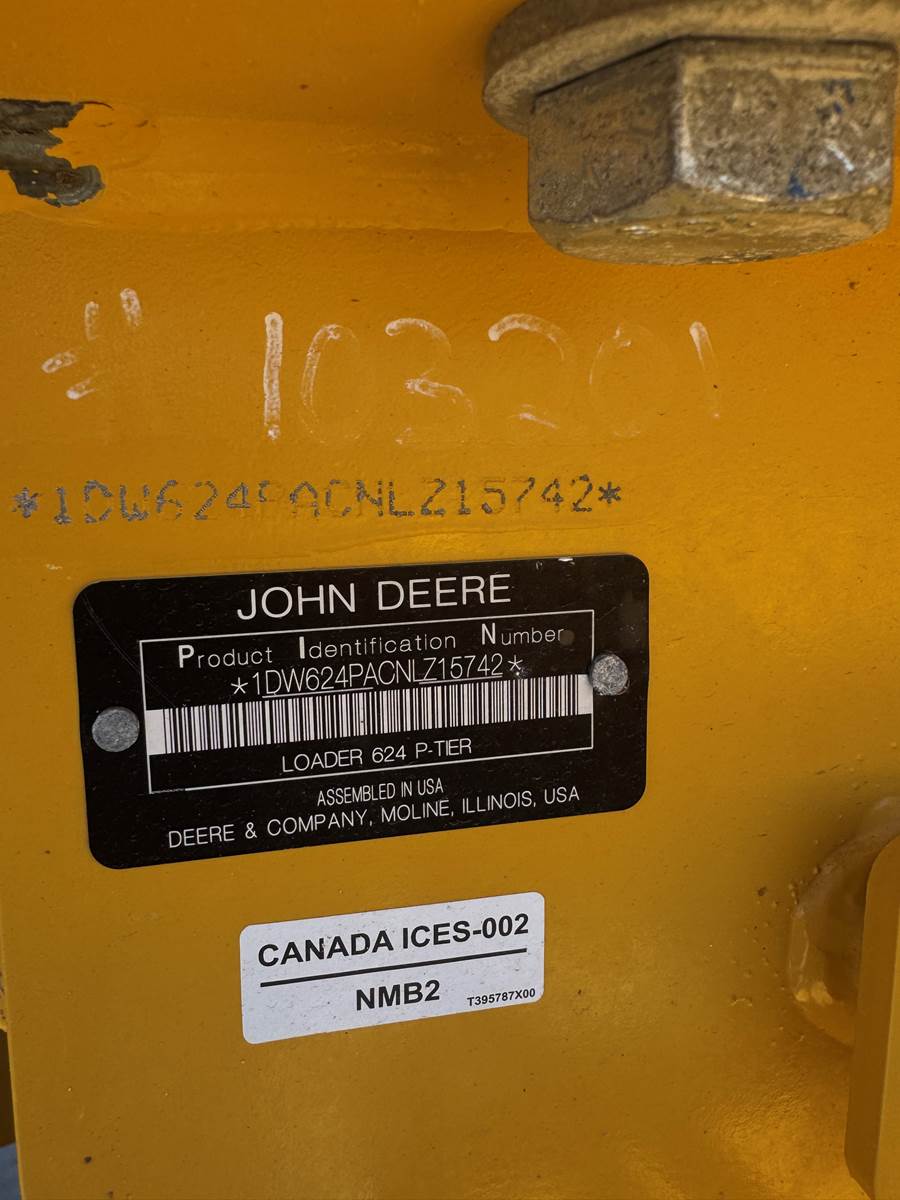 # 103201
*1DW624PACNLZ15742*
JOHN DEERE
Product Identification Number
*1DW624PACNLZ15742*
LOADER 624 P-TIER
ASSEMBLED IN USA
DEERE & COMPANY, MOLINE, ILLINOIS, USA
CANADA ICES-002
NMB2
T395787X00